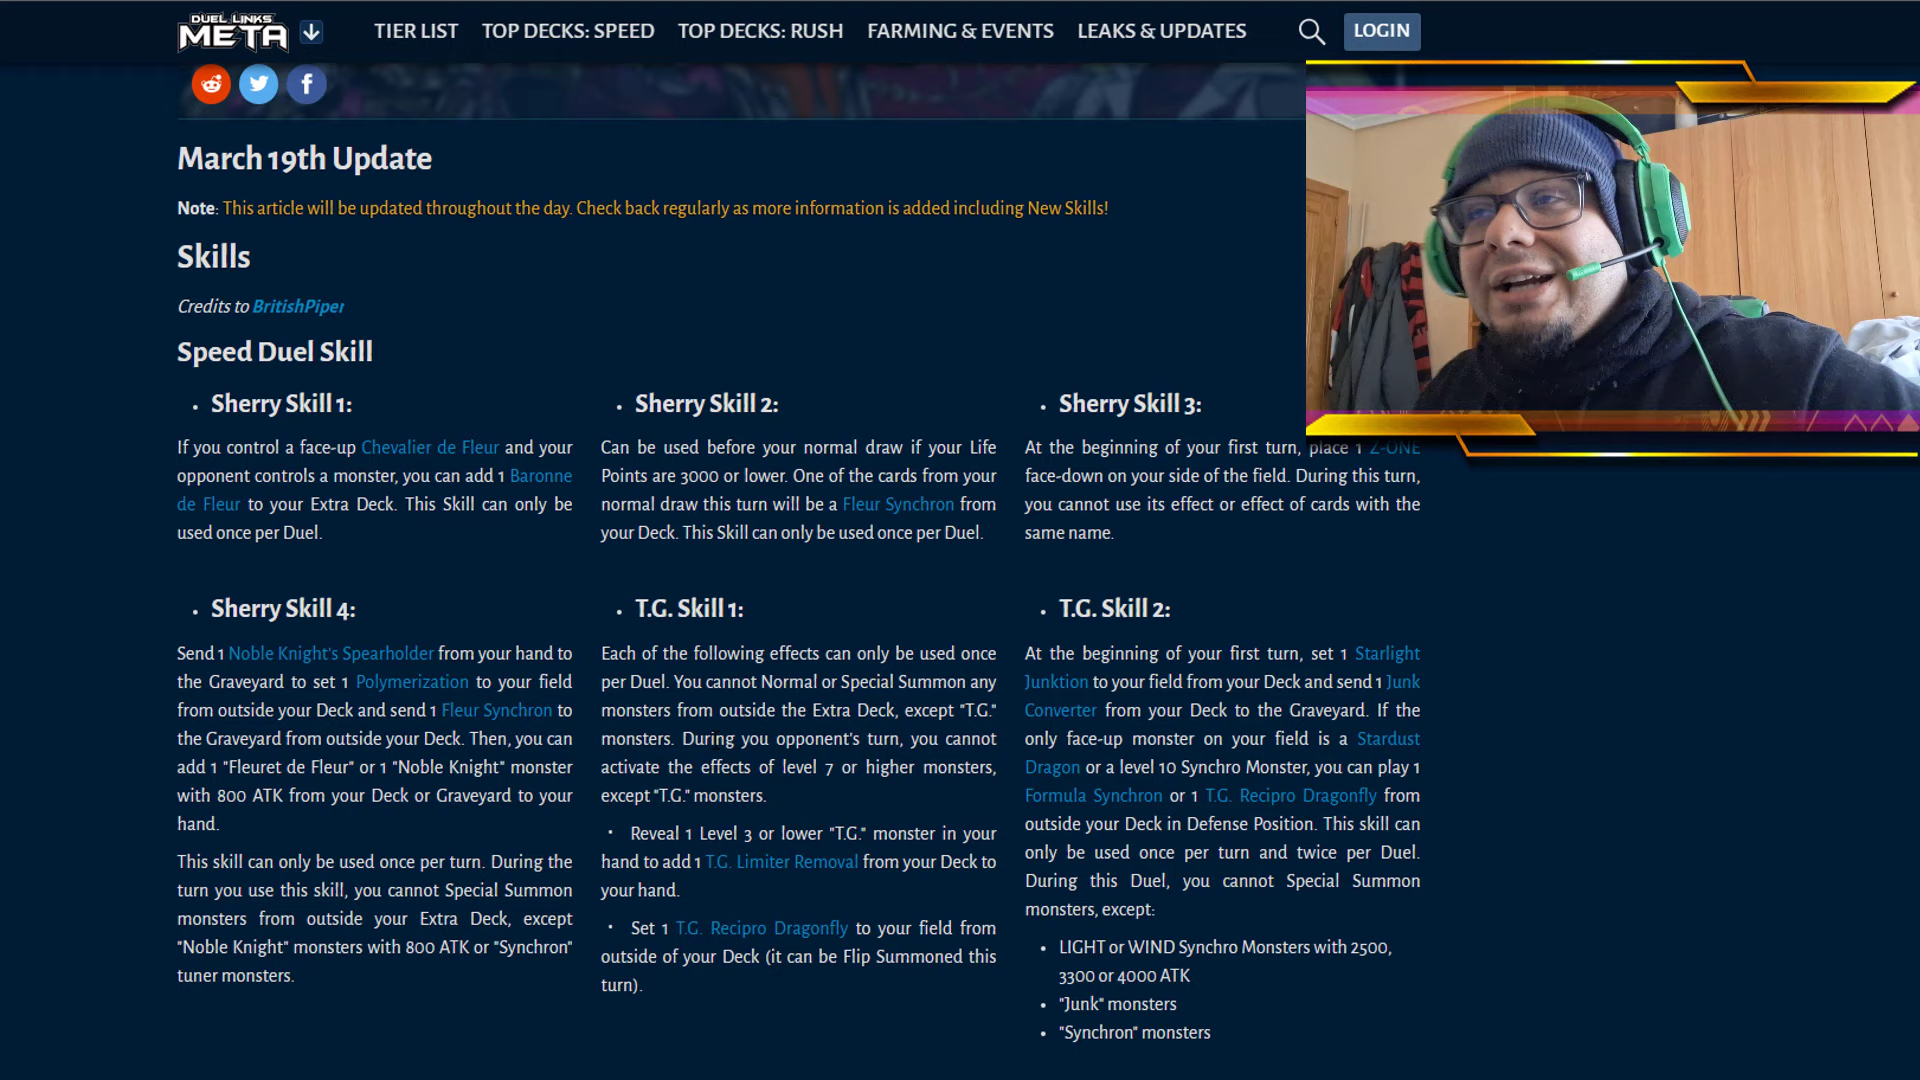 DUEL LINKS
META
TIER LIST TOP DECKS: SPEED TOP DECKS: RUSH FARMING & EVENTS LEAKS & UPDATES LOGIN
March 19th Update
Note: This article will be updated throughout the day. Check back regularly as more information is added including New Skills!
Skills
Credits to BritishPiper
Speed Duel Skill
• Sherry Skill 1:
If you control a face-up Chevalier de Fleur and your
opponent controls a monster, you can add 1 Baronne
de Fleur to your Extra Deck. This Skill can only be
used once per Duel.
• Sherry Skill 2:
Can be used before your normal draw if your Life
Points are 3000 or lower. One of the cards from your
normal draw this turn will be a Fleur Synchron from
your Deck. This Skill can only be used once per Duel.
• Sherry Skill 3:
At the beginning of your first turn, place 1 Z-ONE
face-down on your side of the field. During this turn,
you cannot use its effect or effect of cards with the
same name.
• Sherry Skill 4:
Send 1 Noble Knight's Spearholder from your hand to
the Graveyard to set 1 Polymerization to your field
from outside your Deck and send 1 Fleur Synchron to
the Graveyard from outside your Deck. Then, you can
add 1 "Fleuret de Fleur" or 1 "Noble Knight" monster
with 800 ATK from your Deck or Graveyard to your
hand.
This skill can only be used once per turn. During the
turn you use this skill, you cannot Special Summon
monsters from outside your Extra Deck, except
"Noble Knight" monsters with 800 ATK or "Synchron"
tuner monsters.
• T.G. Skill 1:
Each of the following effects can only be used once
per Duel. You cannot Normal or Special Summon any
monsters from outside the Extra Deck, except "T.G."
monsters. During you opponent's turn, you cannot
activate the effects of level 7 or higher monsters,
except "T.G." monsters.
• Reveal 1 Level 3 or lower "T.G." monster in your
hand to add 1 T.G. Limiter Removal from your Deck to
your hand.
• Set 1 T.G. Recipro Dragonfly to your field from
outside of your Deck (it can be Flip Summoned this
turn).
• T.G. Skill 2:
At the beginning of your first turn, set 1 Starlight
Junktion to your field from your Deck and send 1 Junk
Converter from your Deck to the Graveyard. If the
only face-up monster on your field is a Stardust
Dragon or a level 10 Synchro Monster, you can play 1
Formula Synchron or 1 T.G. Recipro Dragonfly from
outside your Deck in Defense Position. This skill can
only be used once per turn and twice per Duel.
During this Duel, you cannot Special Summon
monsters, except:
• LIGHT or WIND Synchro Monsters with 2500,
3300 or 4000 ATK
• "Junk" monsters
• "Synchron" monsters